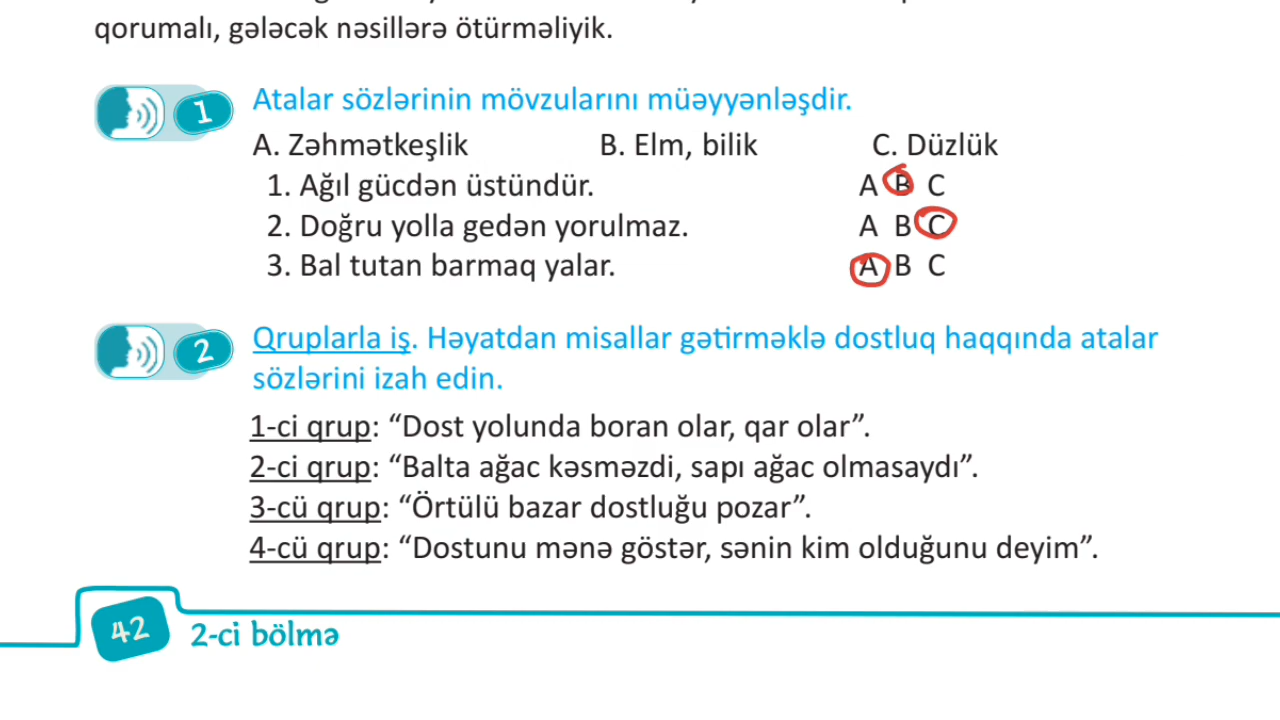 qorumalı, gələcək nəsillərə ötürməliyik.
1 Atalar sözlərinin mövzularını müəyyənləşdir.
A. Zəhmətkeşlik B. Elm, bilik C. Düzlük
1. Ağıl gücdən üstündür. A B C
2. Doğru yolla gedən yorulmaz. A B C
3. Bal tutan barmaq yalar. A B C
2 Qruplarla iş. Həyatdan misallar gətirməklə dostluq haqqında atalar
sözlərini izah edin.
1-ci qrup: “Dost yolunda boran olar, qar olar”.
2-ci qrup: “Balta ağac kəsməzdi, sapı ağac olmasaydı”.
3-cü qrup: “Örtülü bazar dostluğu pozar”.
4-cü qrup: “Dostunu mənə göstər, sənin kim olduğunu deyim”.
42 2-ci bölmə